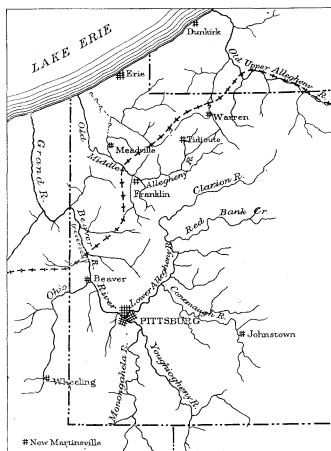 Dunkirk
LAKE ERIE
Erie
Old Upper Allegheny R.
Warren
Old Middle Allegheny R.
Meadville
Tidioute
Grand R.
Franklin
Clarion R.
Red Bank Cr
Beaver R.
Ohio River
Beaver
Lower Allegheny R.
Conemaugh R.
PITTSBURG
Johnstown
Monongahela R.
Youghiogheny R.
Wheeling
New Martinsville